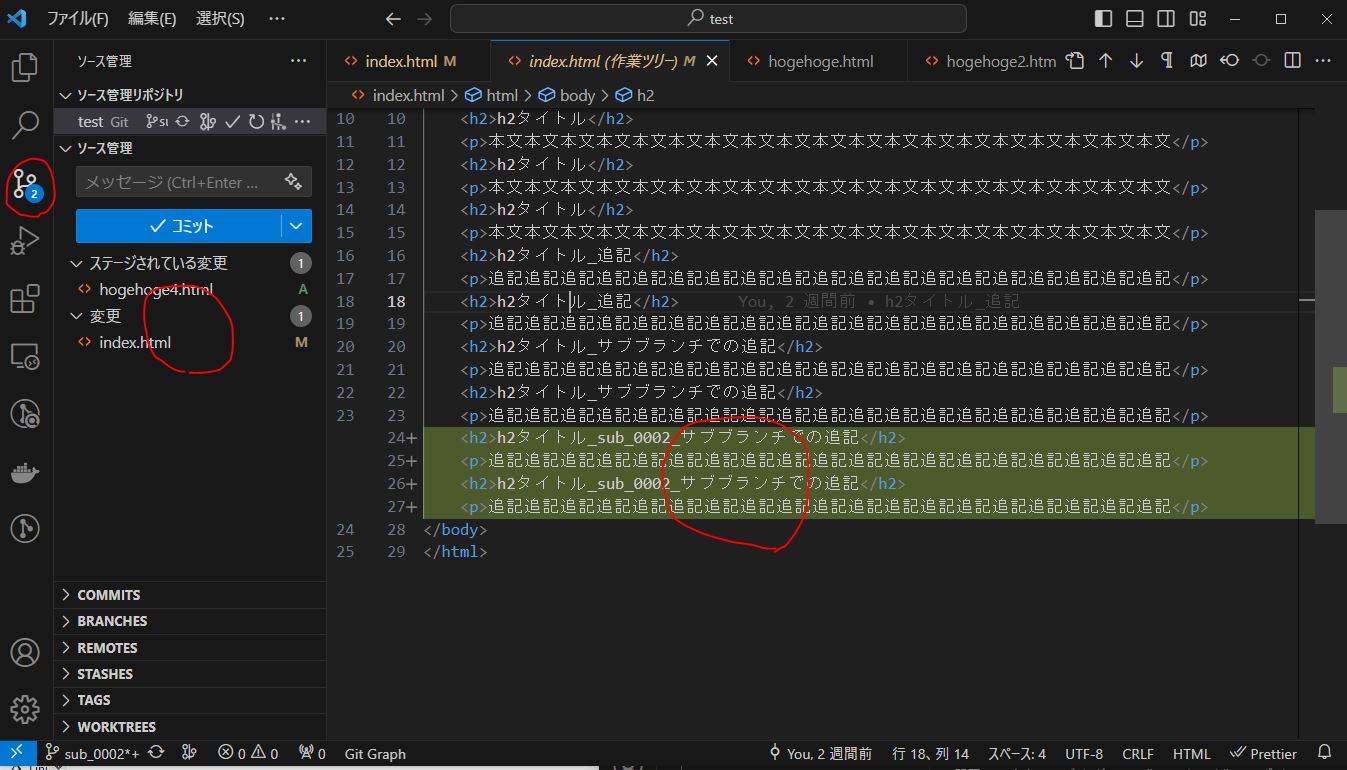 ファイル(F) 編集(E) 選択(S) … test
ソース管理 …
index.html M
index.html (作業ツリー) M
hogehoge.html
hogehoge2.htm
ソース管理リポジトリ
index.html > html > body > h2
test Git
ソース管理
メッセージ (Ctrl+Enter ...
コミット
ステージされている変更 1
hogehoge4.html A
変更 1
index.html M
2
10 10 <h2>h2タイトル</h2>
11 11 <p>本文本文本文本文本文本文本文本文本文本文本文本文本文本文本文本文本文本文本文</p>
12 12 <h2>h2タイトル</h2>
13 13 <p>本文本文本文本文本文本文本文本文本文本文本文本文本文本文本文本文本文本文本文</p>
14 14 <h2>h2タイトル</h2>
15 15 <p>本文本文本文本文本文本文本文本文本文本文本文本文本文本文本文本文本文本文本文</p>
16 16 <h2>h2タイトル_追記</h2>
17 17 <p>追記追記追記追記追記追記追記追記追記追記追記追記追記追記追記追記追記追記追記</p>
18 18 <h2>h2タイトル_追記</h2> You, 2 週間前 • h2タイトル_追記
19 19 <p>追記追記追記追記追記追記追記追記追記追記追記追記追記追記追記追記追記追記追記</p>
20 20 <h2>h2タイトル_サブブランチでの追記</h2>
21 21 <p>追記追記追記追記追記追記追記追記追記追記追記追記追記追記追記追記追記追記追記</p>
22 22 <h2>h2タイトル_サブブランチでの追記</h2>
23 23 <p>追記追記追記追記追記追記追記追記追記追記追記追記追記追記追記追記追記追記追記</p>
24+ <h2>h2タイトル_sub_0002_サブブランチでの追記</h2>
25+ <p>追記追記追記追記追記追記追記追記追記追記追記追記追記追記追記追記追記追記追記</p>
26+ <h2>h2タイトル_sub_0002_サブブランチでの追記</h2>
27+ <p>追記追記追記追記追記追記追記追記追記追記追記追記追記追記追記追記追記追記追記</p>
24 28 </body>
25 29 </html>
COMMITS
BRANCHES
REMOTES
STASHES
TAGS
WORKTREES
sub_0002*+ 0 0 0 Git Graph You, 2 週間前 行 18、列 14 スペース: 4 UTF-8 CRLF HTML Prettier